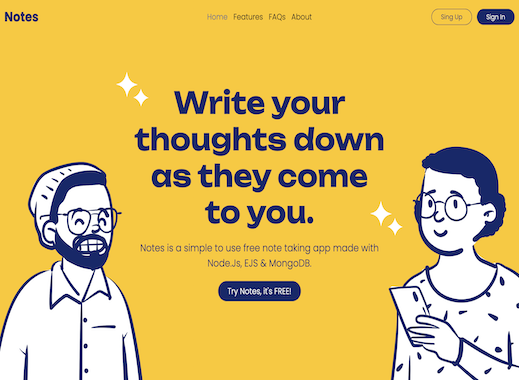 Notes
Home Features FAQs About
Sing Up
Sign In
Write your
thoughts down
as they come
to you.
Notes is a simple to use free note taking app made with
Node.Js, EJS & MongoDB.
Try Notes, it's FREE!